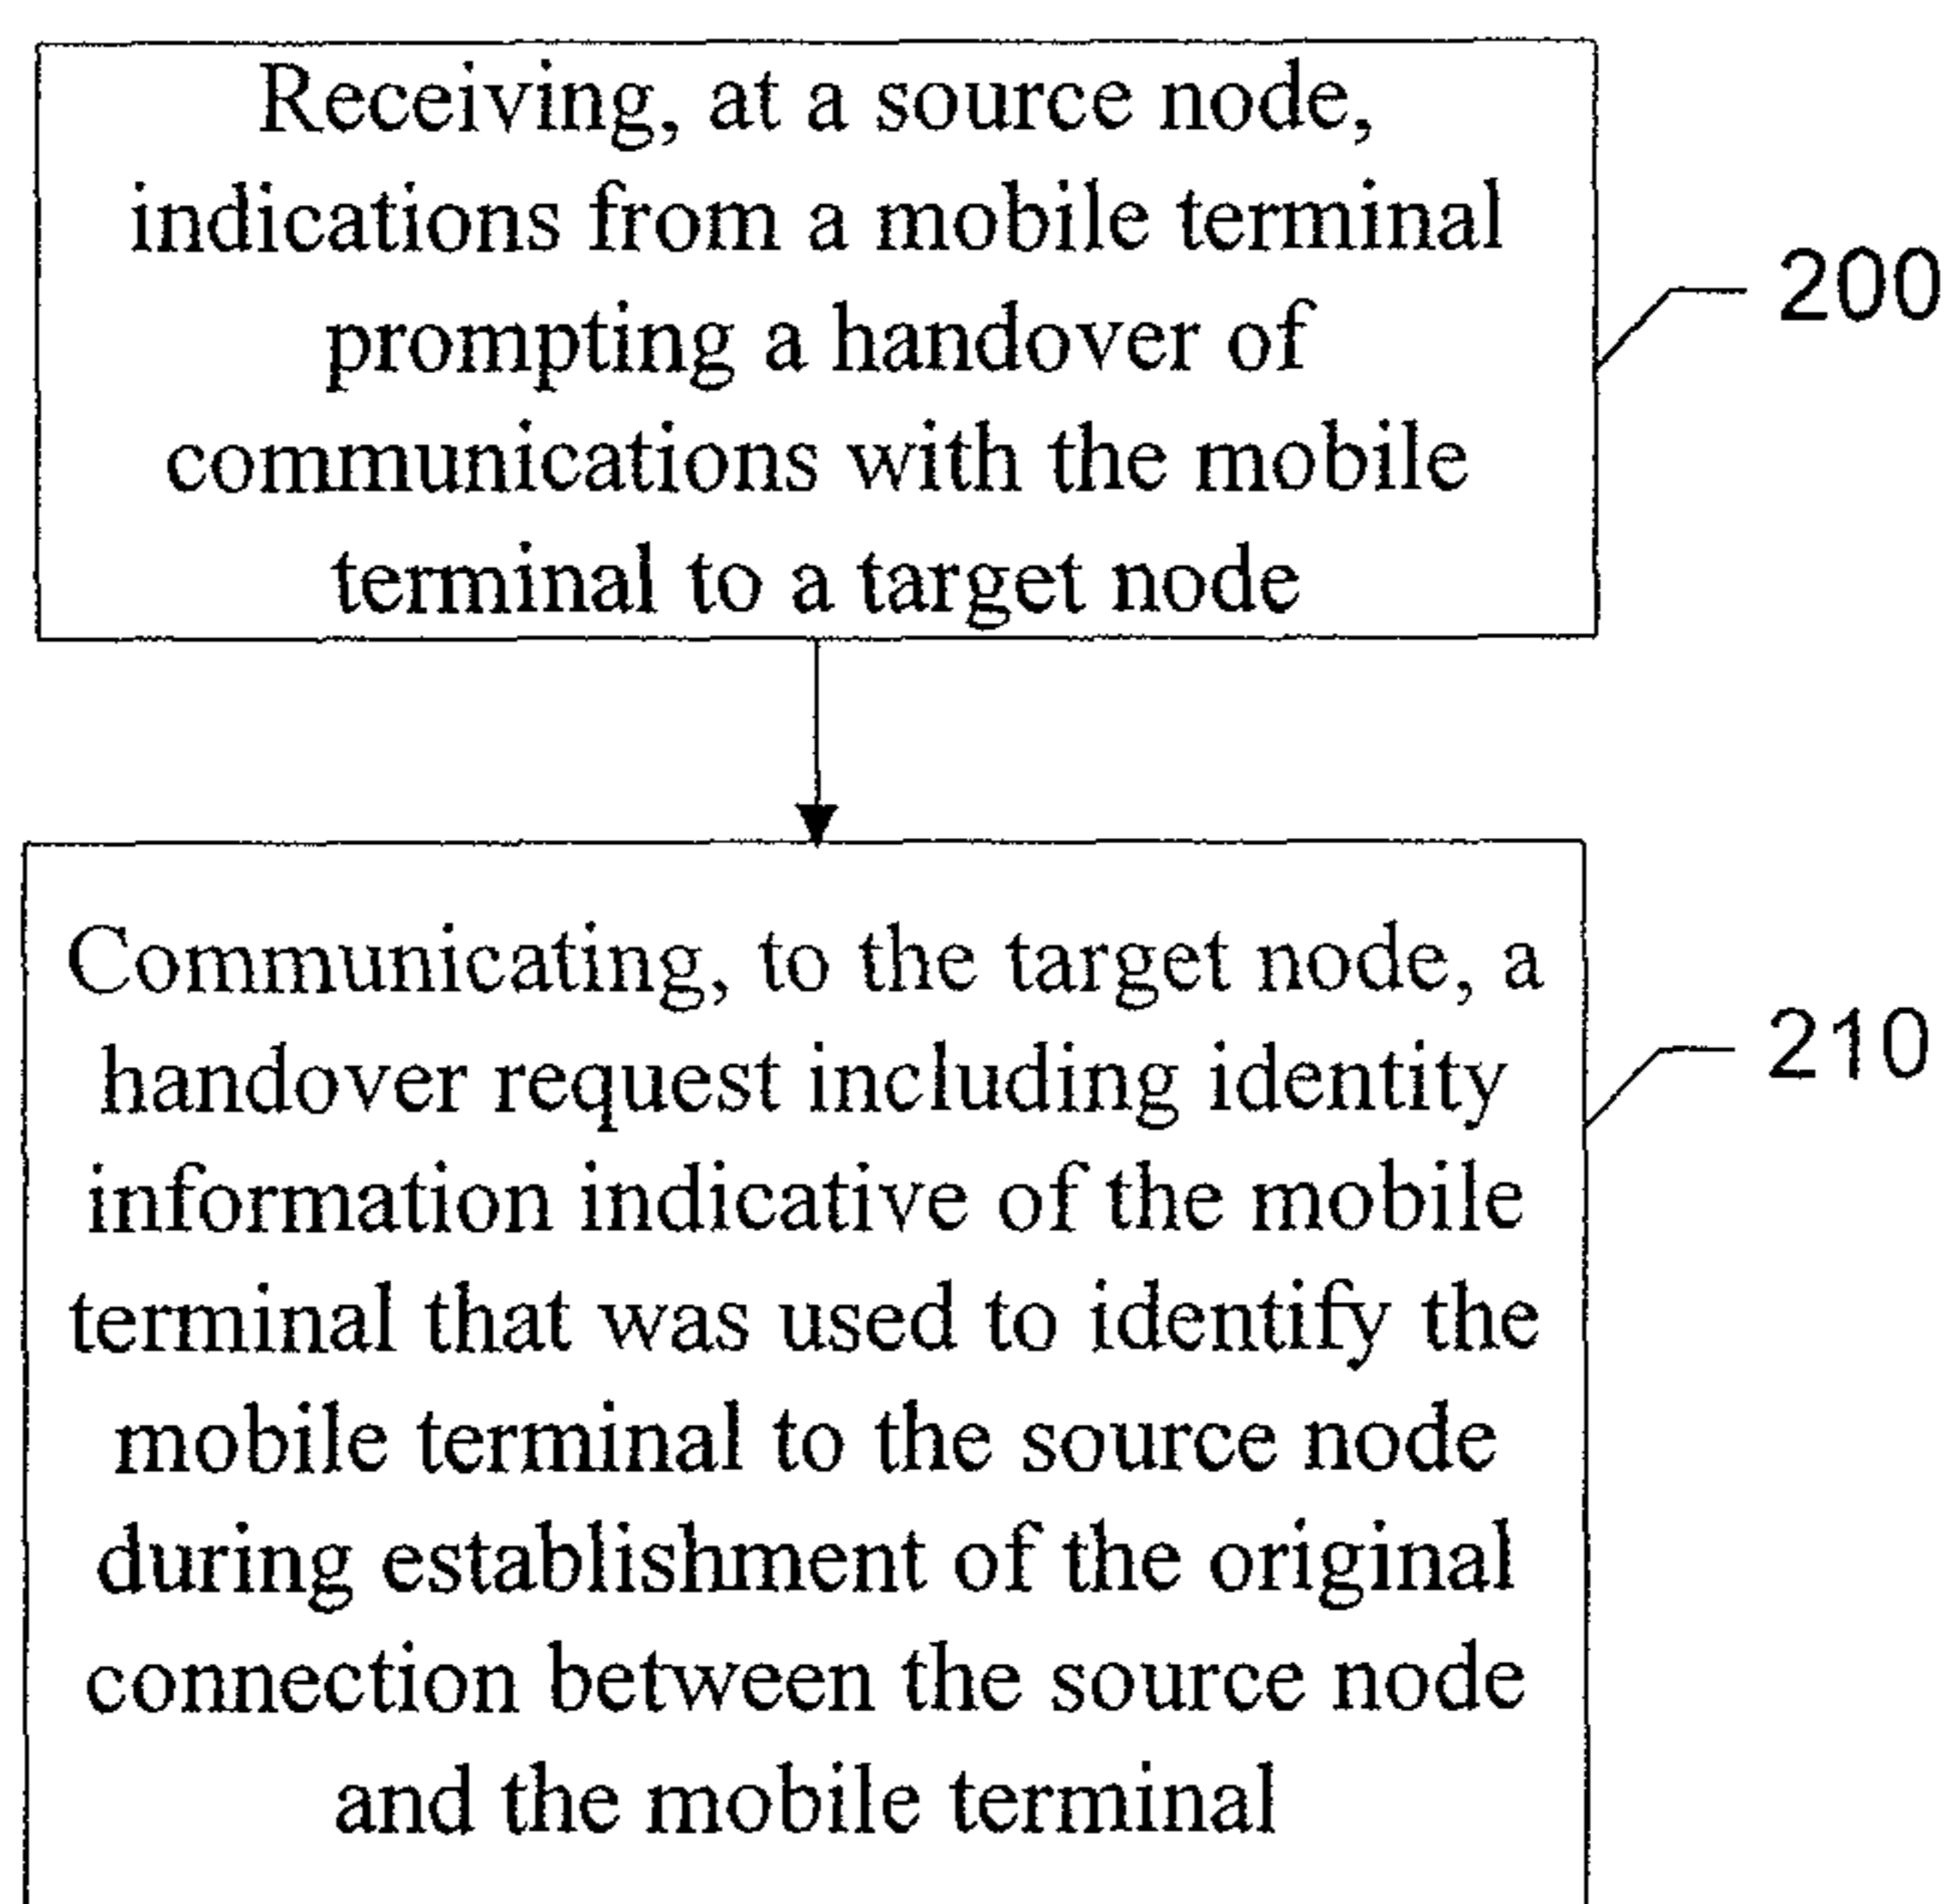 Receiving, at a source node,
indications from a mobile terminal
prompting a handover of
communications with the mobile
terminal to a target node
200
Communicating, to the target node, a
handover request including identity
information indicative of the mobile
terminal that was used to identify the
mobile terminal to the source node
during establishment of the original
connection between the source node
and the mobile terminal
210